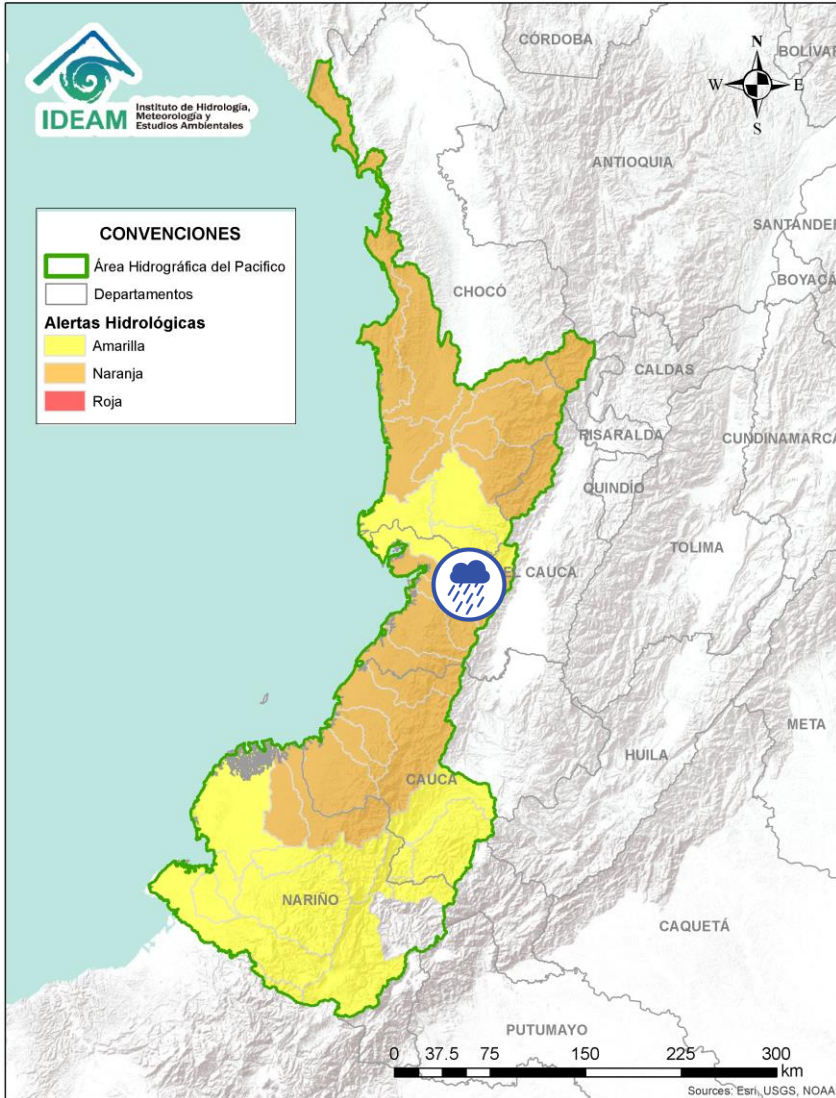 IDEAM
Instituto de Hidrología,
Meteorología y
Estudios Ambientales
CÓRDOBA
BOLÍVAR
N
W
E
S
ANTIOQUIA
SANTANDER
BOYACÁ
CONVENCIONES
Área Hidrográfica del Pacifico
Departamentos
Alertas Hidrológicas
Amarilla
Naranja
Roja
CHOCÓ
CALDAS
RISARALDA
CUNDINAMARCA
QUINDÍO
TOLIMA
EL CAUCA
META
HUILA
CAUCA
NARIÑO
CAQUETÁ
PUTUMAYO
0 37.5 75 150 225 300
km
Sources: Esri, USGS, NOAA